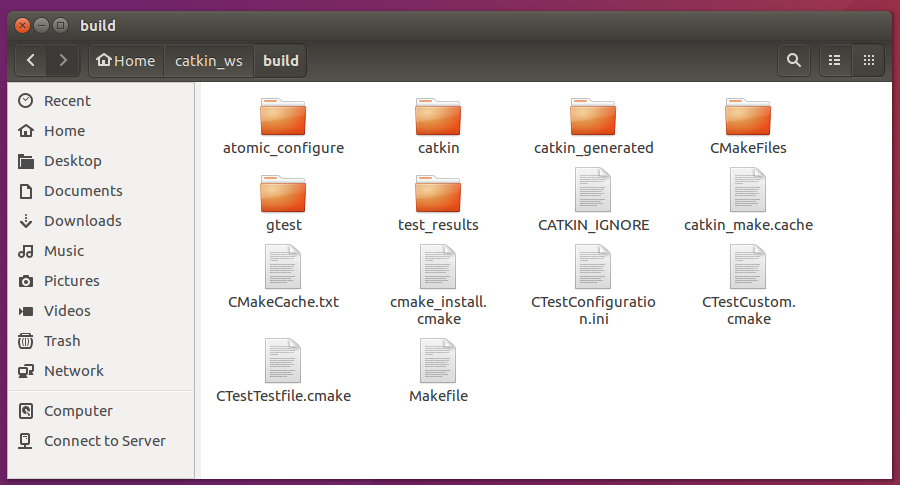 build
Home
catkin_ws
build
Recent
Home
Desktop
Documents
Downloads
Music
Pictures
Videos
Trash
Network
Computer
Connect to Server
atomic_configure
catkin
catkin_generated
CMakeFiles
gtest
test_results
CATKIN_IGNORE
catkin_make.cache
CMakeCache.txt
cmake_install.
cmake
CTestConfiguratio
n.ini
CTestCustom.
cmake
CTestTestfile.cmake
Makefile